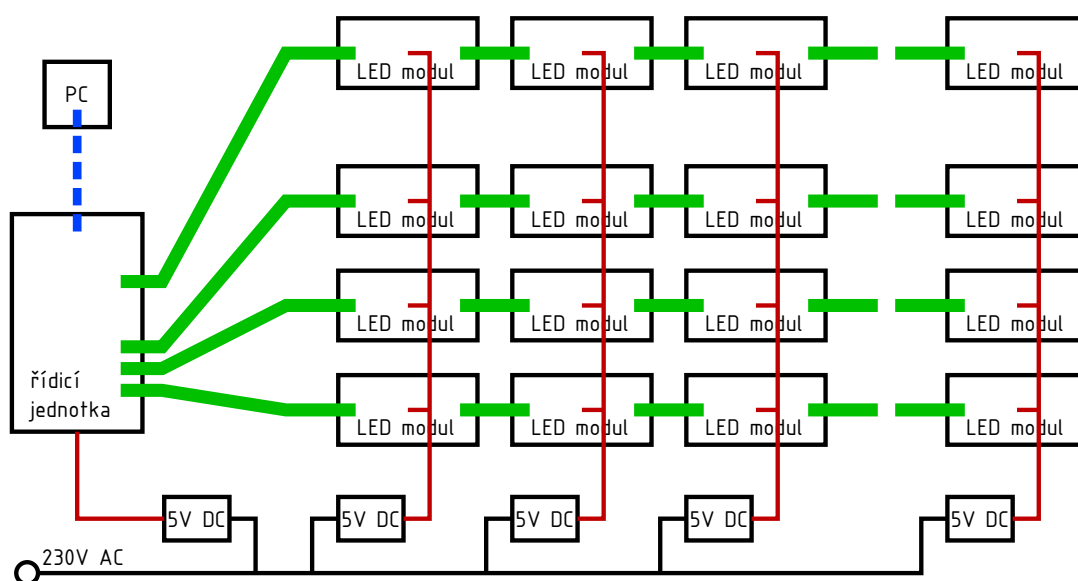 LED modul LED modul LED modul LED modul
PC
LED modul LED modul LED modul LED modul
LED modul LED modul LED modul LED modul
řídicí
jednotka
LED modul LED modul LED modul LED modul
5V DC 5V DC 5V DC 5V DC 5V DC
230V AC